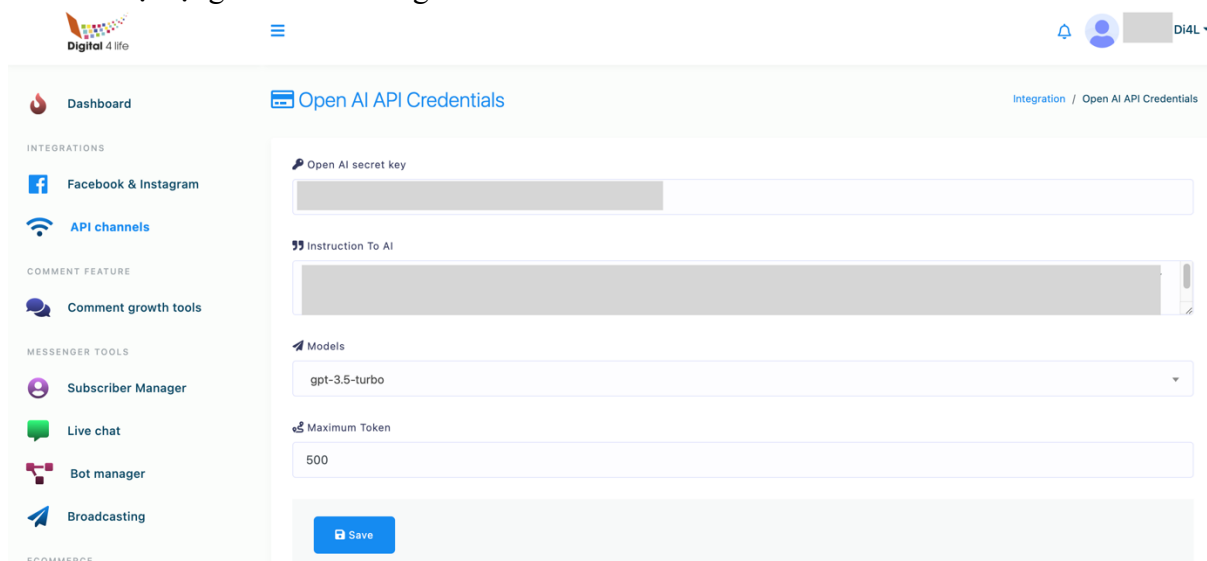 Digital 4 life
Di4L
Dashboard
Open AI API Credentials
Integration / Open AI API Credentials
INTEGRATIONS
Facebook & Instagram
API channels
COMMENT FEATURE
Comment growth tools
MESSENGER TOOLS
Subscriber Manager
Live chat
Bot manager
Broadcasting
ECOMMERCE
Open AI secret key
Instruction To AI
Models
gpt-3.5-turbo
Maximum Token
500
Save